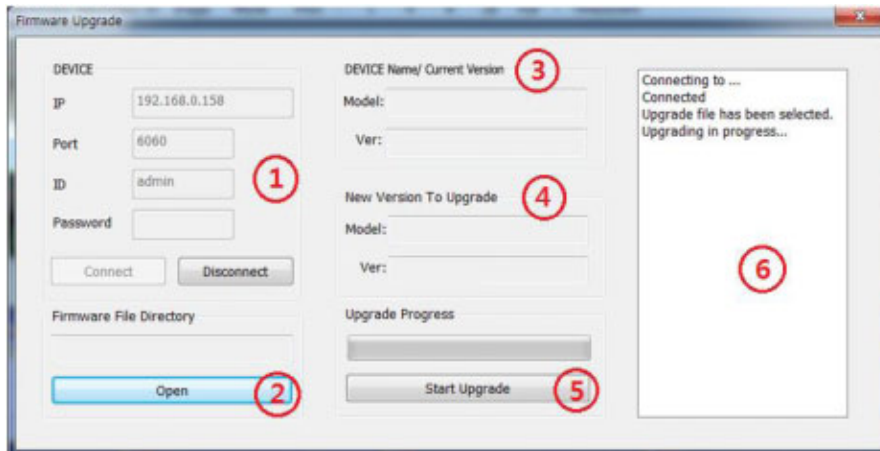 Firmware Upgrade
DEVICE
IP 192.168.0.158
Port 6060
ID admin
Password
Connect Disconnect
1
Firmware File Directory
Open 2
DEVICE Name/ Current Version 3
Model:
Ver:
New Version To Upgrade 4
Model:
Ver:
Upgrade Progress
Start Upgrade 5
Connecting to ...
Connected
Upgrade file has been selected.
Upgrading in progress...
6